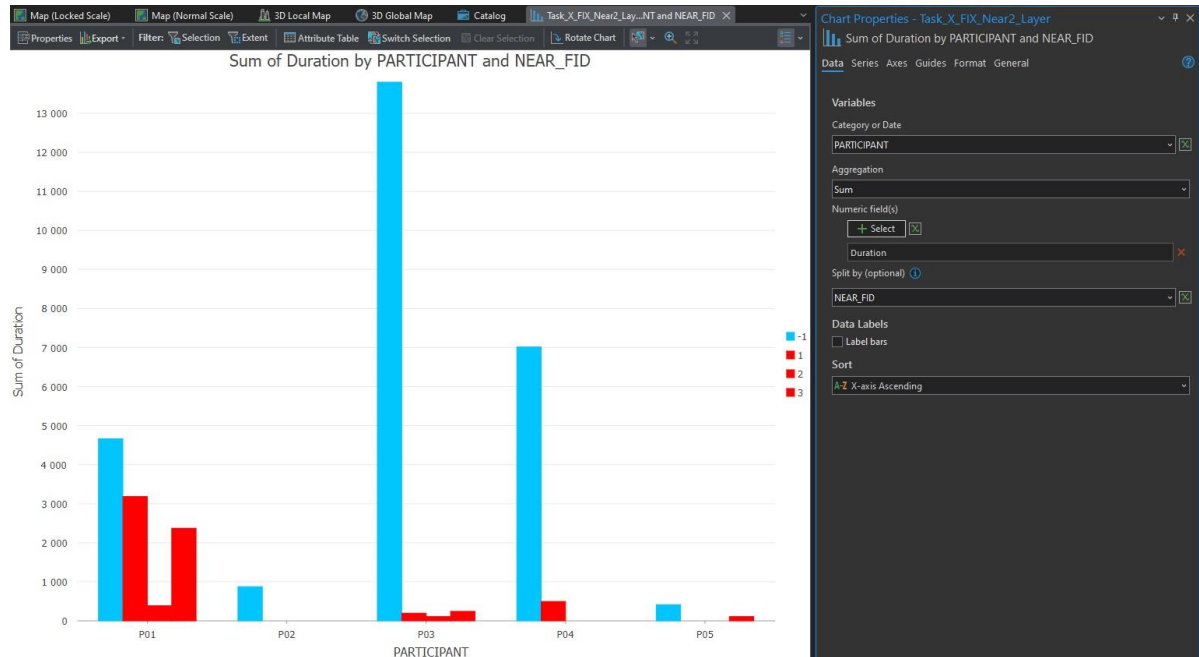 Map (Locked Scale) Map (Normal Scale) 3D Local Map 3D Global Map Catalog Task_X_FIX_Near2_Lay...NT and NEAR_FID
Properties Export Filter: Selection Extent Attribute Table Switch Selection Clear Selection Rotate Chart
Sum of Duration by PARTICIPANT and NEAR_FID
13 000
12 000
11 000
10 000
9 000
8 000
7 000
6 000
5 000
4 000
3 000
2 000
1 000
0
Sum of Duration
P01 P02 P03 P04 P05
PARTICIPANT
-1
1
2
3
Chart Properties - Task_X_FIX_Near2_Layer
Sum of Duration by PARTICIPANT and NEAR_FID
Data Series Axes Guides Format General
Variables
Category or Date
PARTICIPANT
Aggregation
Sum
Numeric field(s)
Select
Duration
Split by (optional)
NEAR_FID
Data Labels
Label bars
Sort
A-Z X-axis Ascending